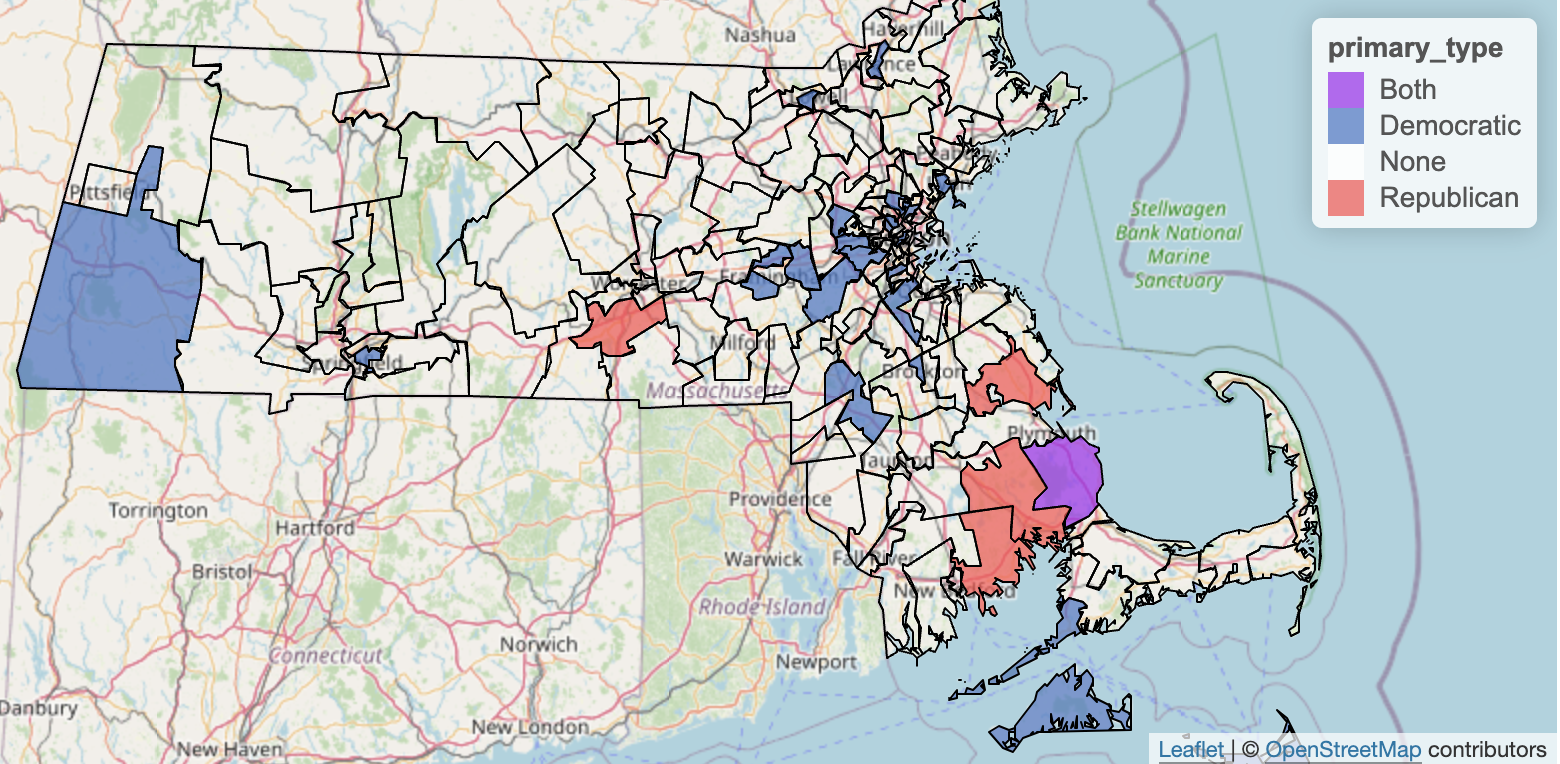 Nashua
Haverhill
primary_type
Both
Democratic
None
Republican
Pittsfield
Stellwagen
Bank National
Marine
Sanctuary
Worcester
Framingham
Milford
Springfield
Massachusetts
Brockton
Plymouth
Taunton
Providence
Torrington
Hartford
Warwick
Fall River
Bristol
New Bedford
Rhode Island
Norwich
Connecticut
Newport
Danbury
New London
New Haven
Leaflet | © OpenStreetMap contributors